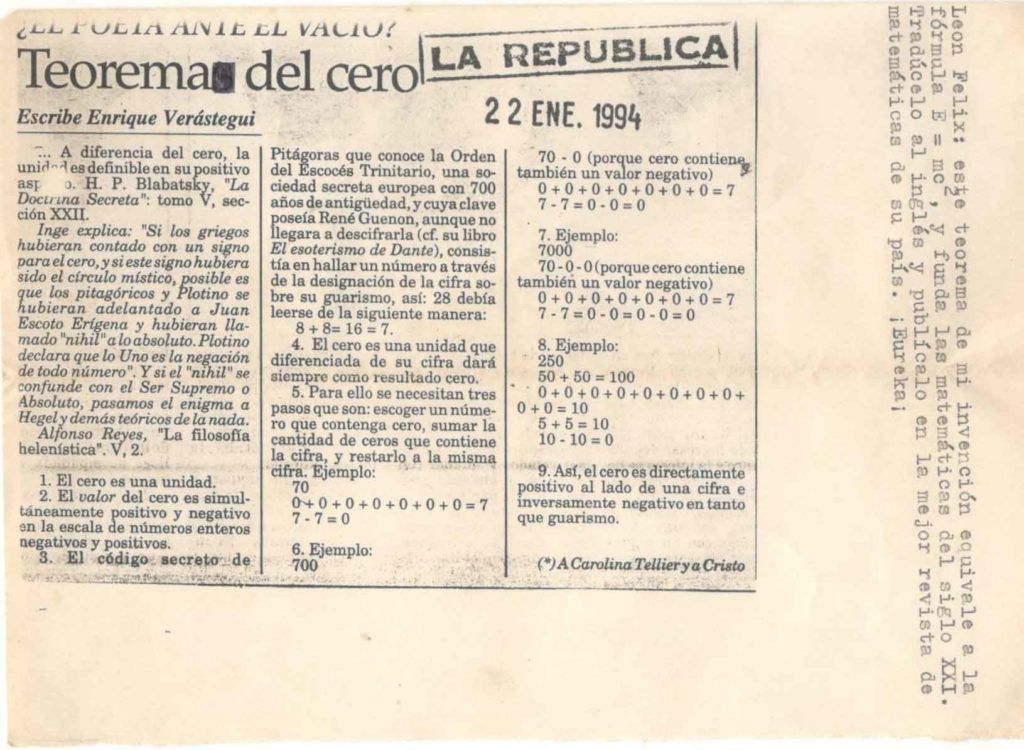 ¿EL POETA ANTE EL VACIO?
Teorema del cero
LA REPUBLICA
22 ENE. 1994
Escribe Enrique Verástegui
"... A diferencia del cero, la
es definible en su positivo
H. P. Blabatsky, "La
Doctrina Secreta": tomo V, sec-
ción XXII.
Inge explica: "Si los griegos
hubieran contado con un signo
para el cero, y si este signo hubiera
sido el círculo místico, posible es
que los pitagóricos y Plotino se
hubieran adelantado a Juan
Escoto Erígena y hubieran lla-
mado "nihil" a lo absoluto. Plotino
declara que lo Uno es la negación
de todo número". Y si el "nihil" se
confunde con el Ser Supremo o
Absoluto, pasamos el enigma a
Hegel y demás teóricos de la nada.
Alfonso Reyes, "La filosofía
helenística". V, 2.
1. El cero es una unidad.
2. El valor del cero es simul-
táneamente positivo y negativo
en la escala de números enteros
negativos y positivos.
3. El código secreto de
Pitágoras que conoce la Orden
del Escocés Trinitario, una so-
ciedad secreta europea con 700
años de antigüedad, y cuya clave
poseía René Guenon, aunque no
llegara a descifrarla (cf. su libro
El esoterismo de Dante), consis-
tía en hallar un número a través
de la designación de la cifra so-
bre su guarismo, así: 28 debía
leerse de la siguiente manera:
8 + 8= 16 = 7.
4. El cero es una unidad que
diferenciada de su cifra dará
siempre como resultado cero.
5. Para ello se necesitan tres
pasos que son: escoger un núme-
ro que contenga cero, sumar la
cantidad de ceros que contiene
la cifra, y restarlo a la misma
cifra. Ejemplo:
70
0 + 0 + 0 + 0 + 0 + 0 + 0 = 7
7 - 7 = 0
6. Ejemplo:
700
70 - 0 (porque cero contiene
también un valor negativo)
0 + 0 + 0 + 0 + 0 + 0 + 0 = 7
7 - 7 = 0 - 0 = 0
7. Ejemplo:
7000
70 - 0 - 0 (porque cero contiene
también un valor negativo)
0 + 0 + 0 + 0 + 0 + 0 + 0 = 7
7 - 7 = 0 - 0 = 0 - 0 = 0
8. Ejemplo:
250
50 + 50 = 100
0 + 0 + 0 + 0 + 0 + 0 + 0 + 0 +
0 + 0 = 10
5 + 5 = 10
10 - 10 = 0
9. Así, el cero es directamente
positivo al lado de una cifra e
inversamente negativo en tanto
que guarismo.
(*) A Carolina Tellier y a Cristo
Leon Felix: este teorema de mi invención equivale a la
fórmula E = mc2, y funda las matemáticas del siglo XXI.
Tradúcelo al inglés y publícalo en la mejor revista de
matemáticas de su país. ¡Eureka¡